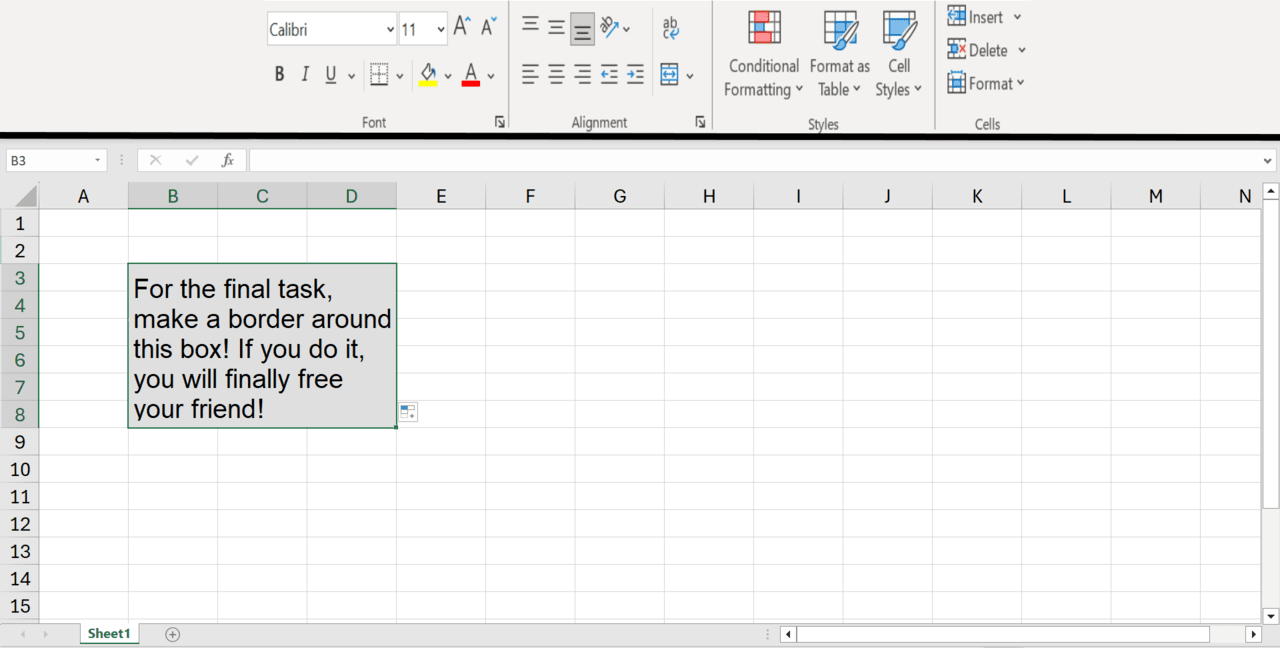 Calibri 11 A A ab
c
B I U A
Conditional Formatting Format as Table Cell Styles
Insert
Delete
Format
Font Alignment Styles Cells
B3 fx
A B C D E F G H I J K L M N
1
2
3
4
5
6
7
8
9
10
11
12
13
14
15
For the final task,
make a border around
this box! If you do it,
you will finally free
your friend!
Sheet1